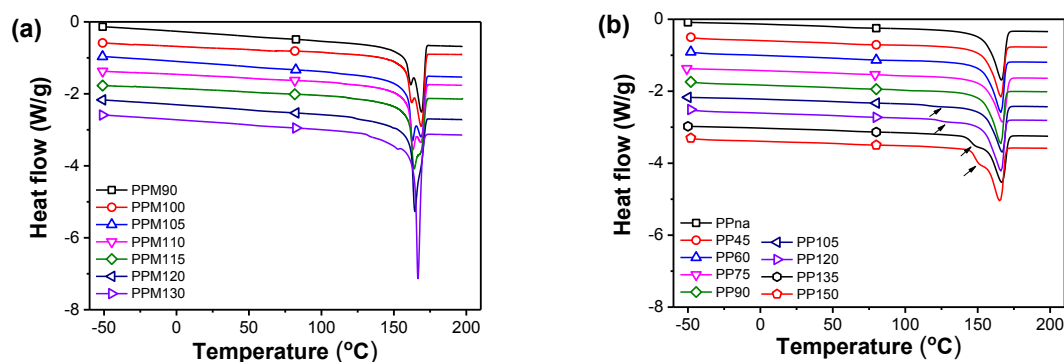 (a)
0
-2
-4
-6
-8
Heat flow (W/g)
PPM90
PPM100
PPM105
PPM110
PPM115
PPM120
PPM130
-50 0 50 100 150 200
Temperature (°C)
(b)
0
-2
-4
-6
-8
Heat flow (W/g)
PPna
PP45
PP60 PP105
PP75 PP120
PP90 PP135
PP150
-50 0 50 100 150 200
Temperature (°C)